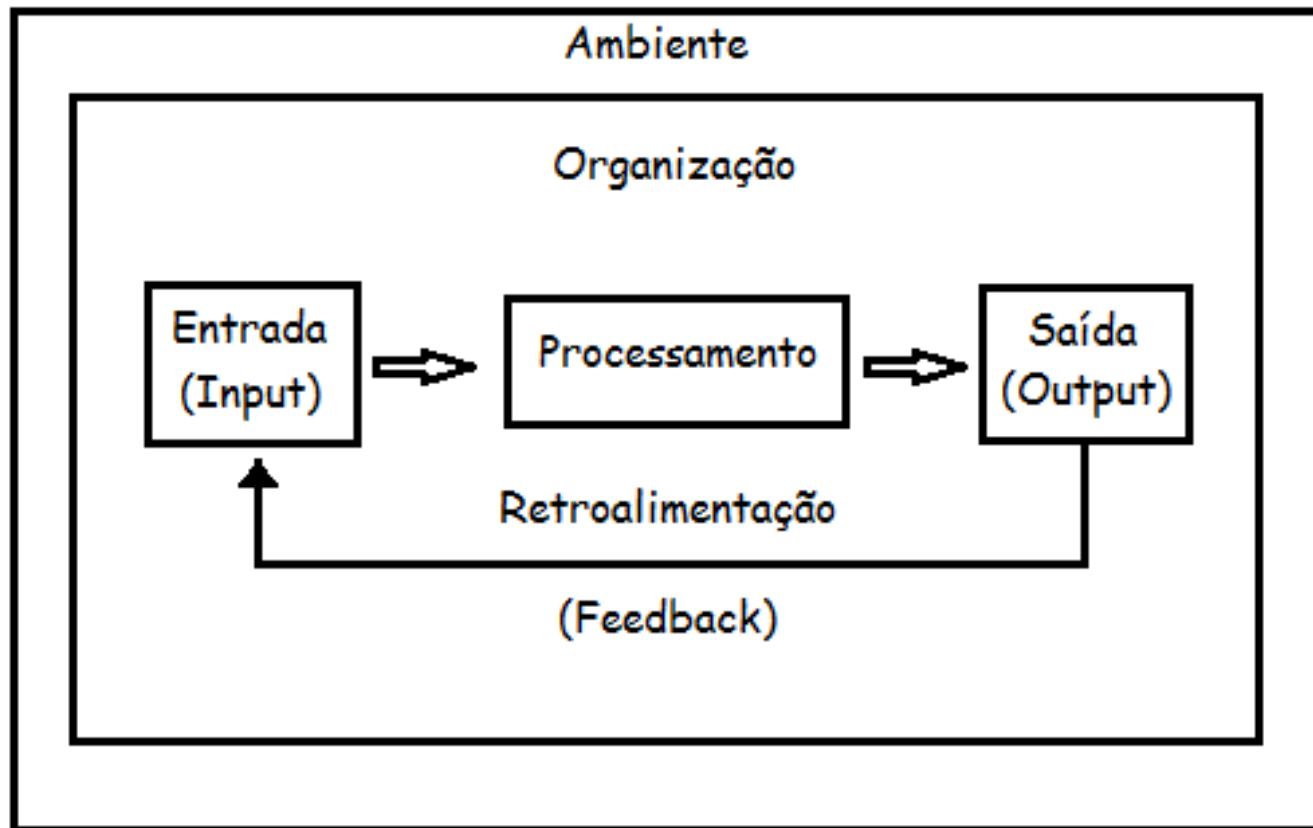 Ambiente
Organização
Entrada
(Input)
Processamento
Saída
(Output)
Retroalimentação
(Feedback)